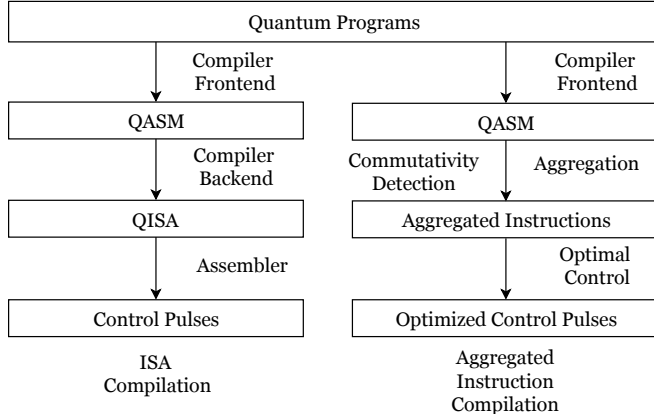 Quantum Programs
Compiler
Frontend
QASM
Compiler
Backend
QISA
Assembler
Control Pulses
ISA
Compilation
Compiler
Frontend
QASM
Commutativity
Detection
Aggregation
Aggregated Instructions
Optimal
Control
Optimized Control Pulses
Aggregated
Instruction
Compilation